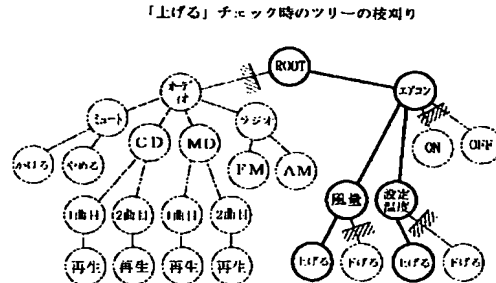 「上げる」チェック時のツリーの枝刈り
ROUT
オーディオ
エアコン
ミュート
CD
MD
ラジオ
ON
OFF
かける
やめる
FM
AM
1曲目
2曲目
1曲目
2曲目
風量
設定温度
再生
再生
再生
再生
上げる
下げる
上げる
下げる